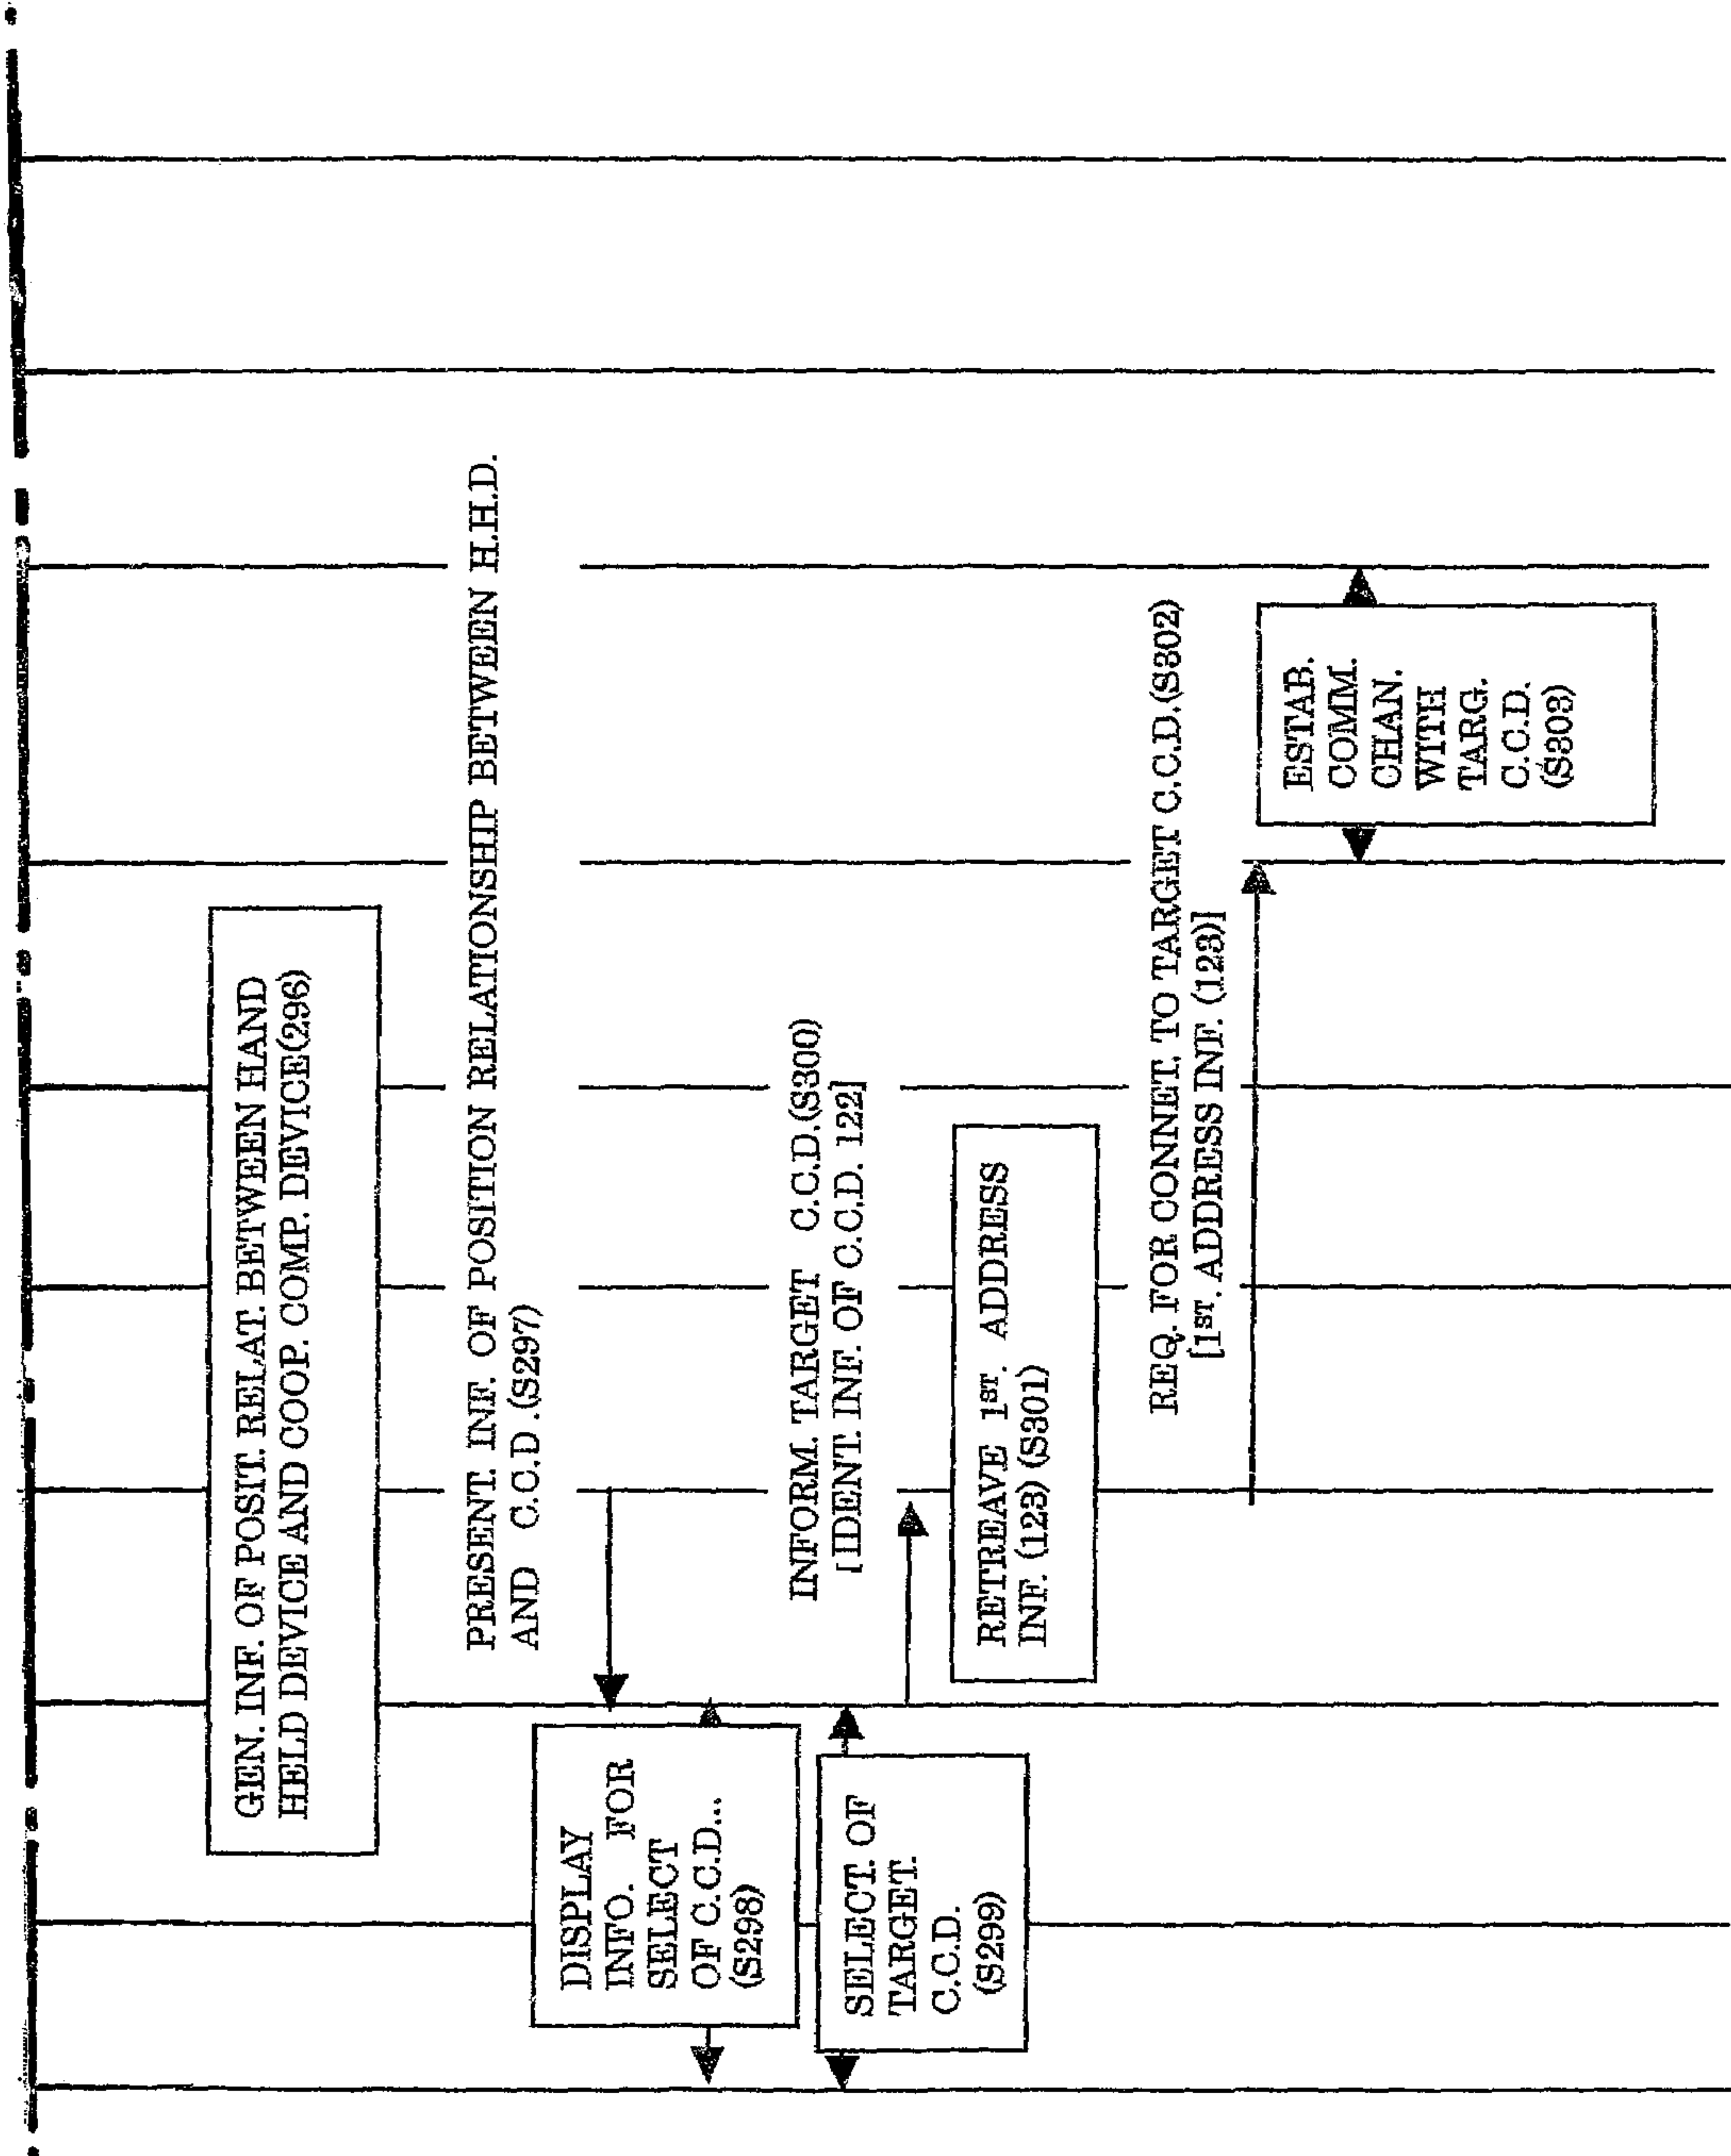 GEN. INF. OF POSIT. RELAT. BETWEEN HAND
HELD DEVICE AND COOP. COMP. DEVICE(296)
PRESENT. INF. OF POSITION RELATIONSHIP BETWEEN H.H.D.
AND C.C.D.(S297)
DISPLAY
INFO. FOR
SELECT
OF C.C.D...
(S298)
SELECT. OF
TARGET.
C.C.D.
(S299)
INFORM. TARGET C.C.D.(S300)
[IDENT. INF. OF C.C.D. 122]
RETREAVE 1ST. ADDRESS
INF. (123) (S301)
REQ. FOR CONNET. TO TARGET C.C.D.(S302)
[1ST. ADDRESS INF. (123)]
ESTAB.
COMM.
CHAN.
WITH
TARG.
C.C.D.
(S303)